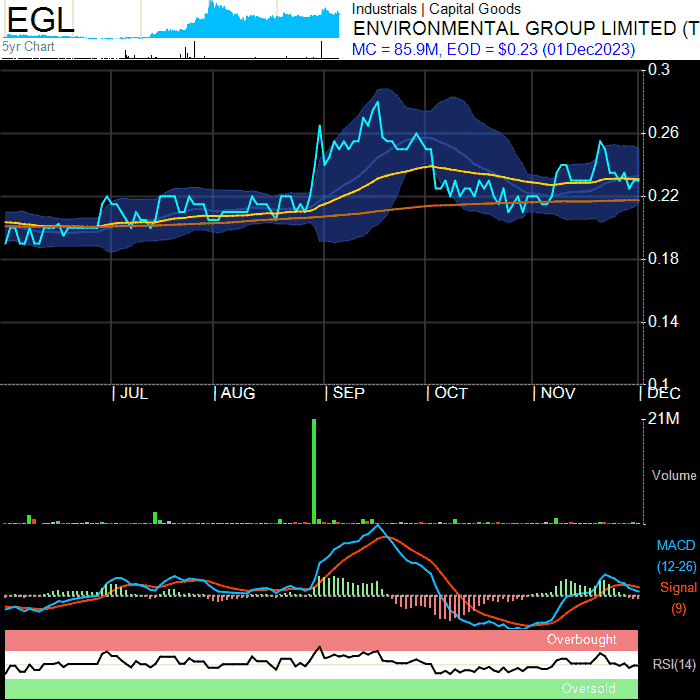 EGL
5yr Chart
Industrials | Capital Goods
ENVIRONMENTAL GROUP LIMITED (T
MC = 85.9M, EOD = $0.23 (01Dec2023)
0.3
0.26
0.22
0.18
0.14
0.1
| JUL | AUG | SEP | OCT | NOV | DEC
21M
Volume
MACD
(12-26)
Signal
(9)
Overbought
RSI(14)
Oversold